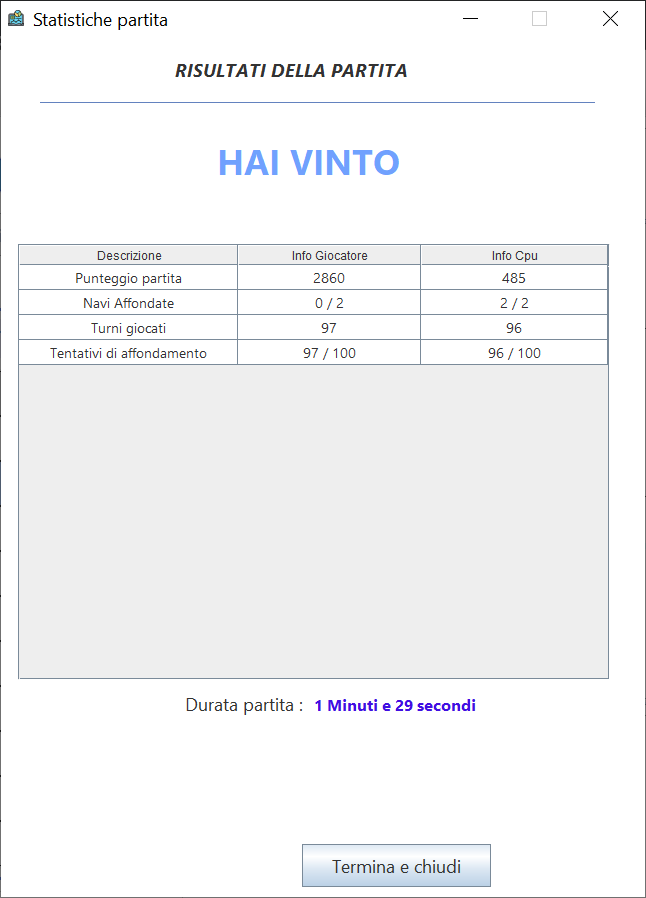 Statistiche partita
RISULTATI DELLA PARTITA
HAI VINTO
Descrizione Info Giocatore Info Cpu
Punteggio partita 2860 485
Navi Affondate 0 / 2 2 / 2
Turni giocati 97 96
Tentativi di affondamento 97 / 100 96 / 100
Durata partita : 1 Minuti e 29 secondi
Termina e chiudi